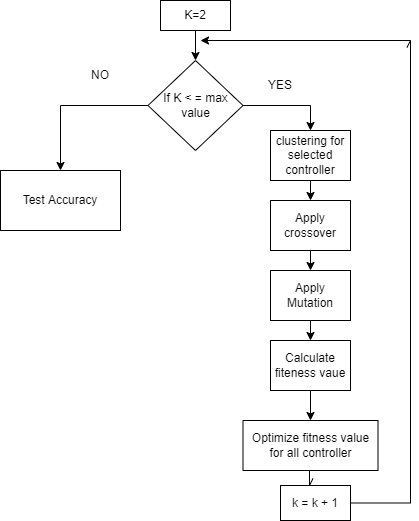 K=2
NO
YES
If K < = max
value
clustering for
selected
controller
Test Accuracy
Apply
crossover
Apply
Mutation
Calculate
fiteness vaue
Optimize fitness value
for all controller
k = k + 1